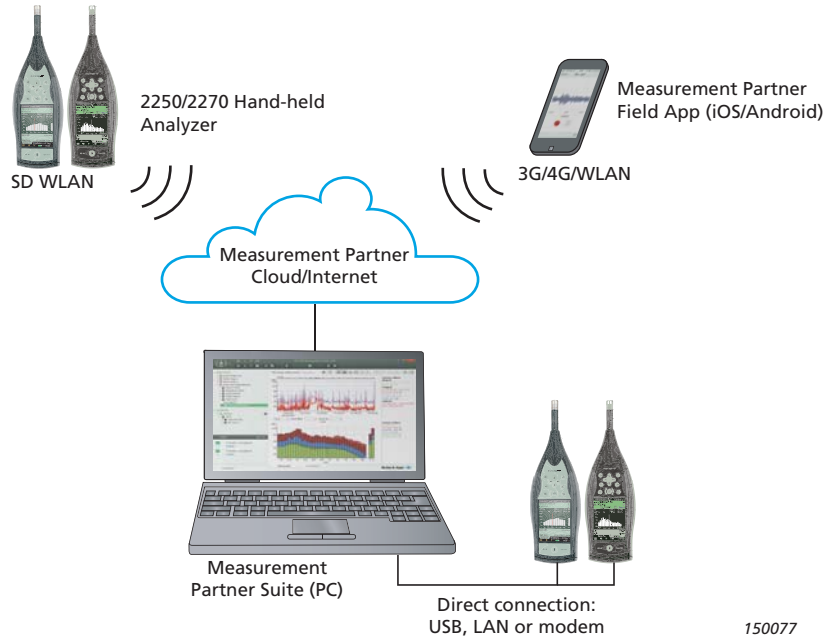 2250/2270 Hand-held
Analyzer
SD WLAN
Measurement Partner
Field App (iOS/Android)
3G/4G/WLAN
Measurement Partner
Cloud/Internet
Measurement
Partner Suite (PC)
Direct connection:
USB, LAN or modem
150077